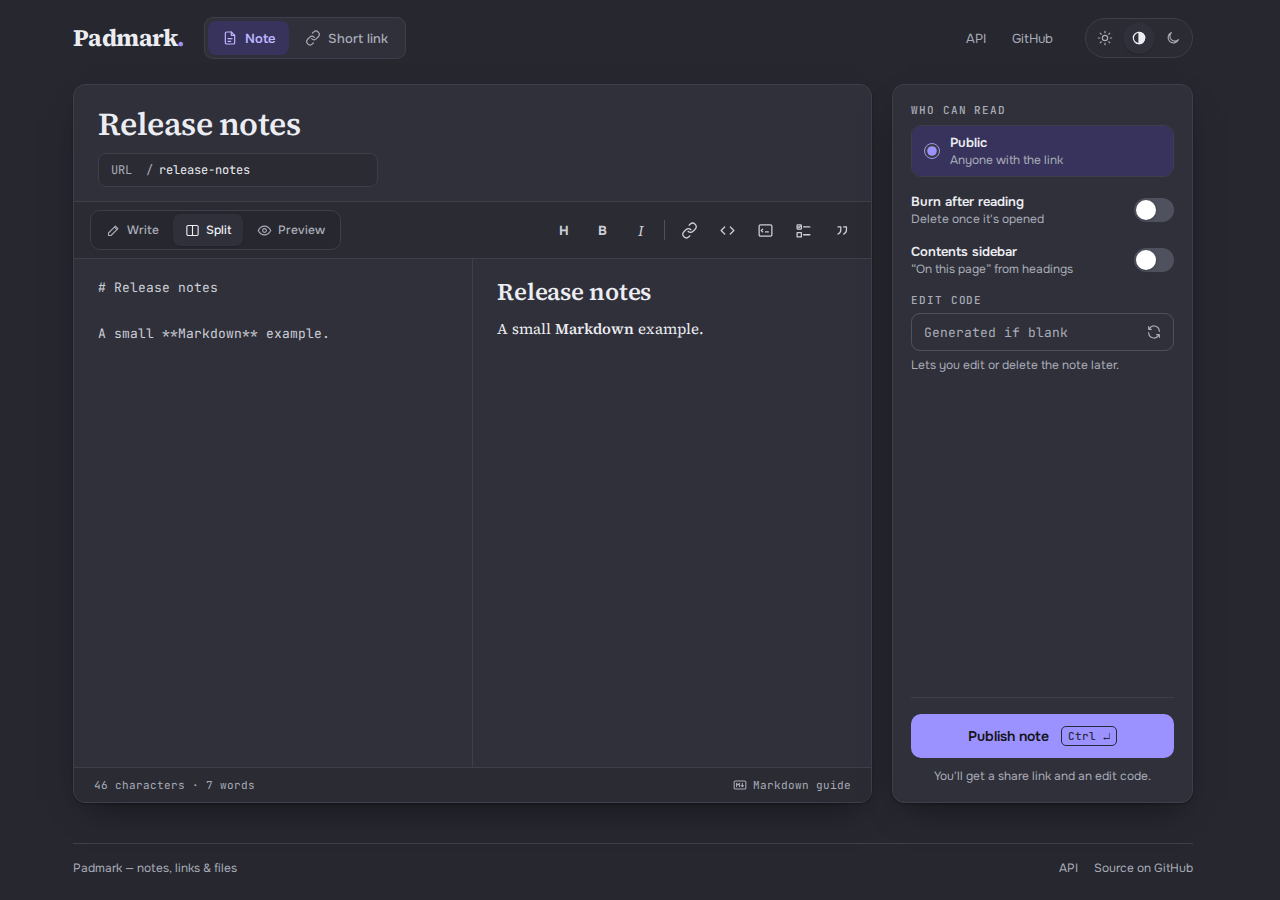 Padmark.
Note
Short link
API
GitHub
Release notes
URL / release-notes
Write
Split
Preview
H
B
I
# Release notes
A small **Markdown** example.
Release notes
A small Markdown example.
46 characters · 7 words
Markdown guide
WHO CAN READ
Public
Anyone with the link
Burn after reading
Delete once it's opened
Contents sidebar
"On this page" from headings
EDIT CODE
Generated if blank
Lets you edit or delete the note later.
Publish note Ctrl ↵
You'll get a share link and an edit code.
Padmark — notes, links & files
API
Source on GitHub